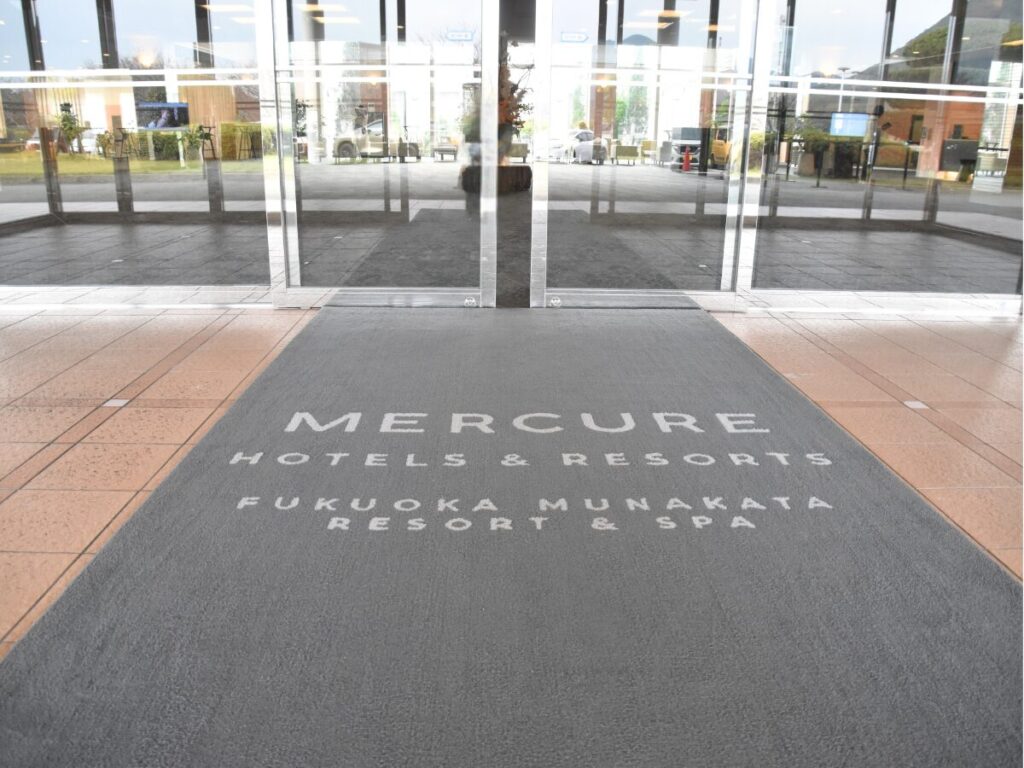 MERCURE
HOTELS & RESORTS
FUKUOKA MUNAKATA
RESORT & SPA